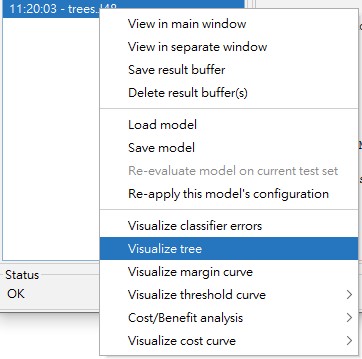 11:20:03 - trees.J48
View in main window
View in separate window
Save result buffer
Delete result buffer(s)
Load model
Save model
Re-evaluate model on current test set
Re-apply this model's configuration
Visualize classifier errors
Visualize tree
Visualize margin curve
Visualize threshold curve
Cost/Benefit analysis
Visualize cost curve
Status
OK